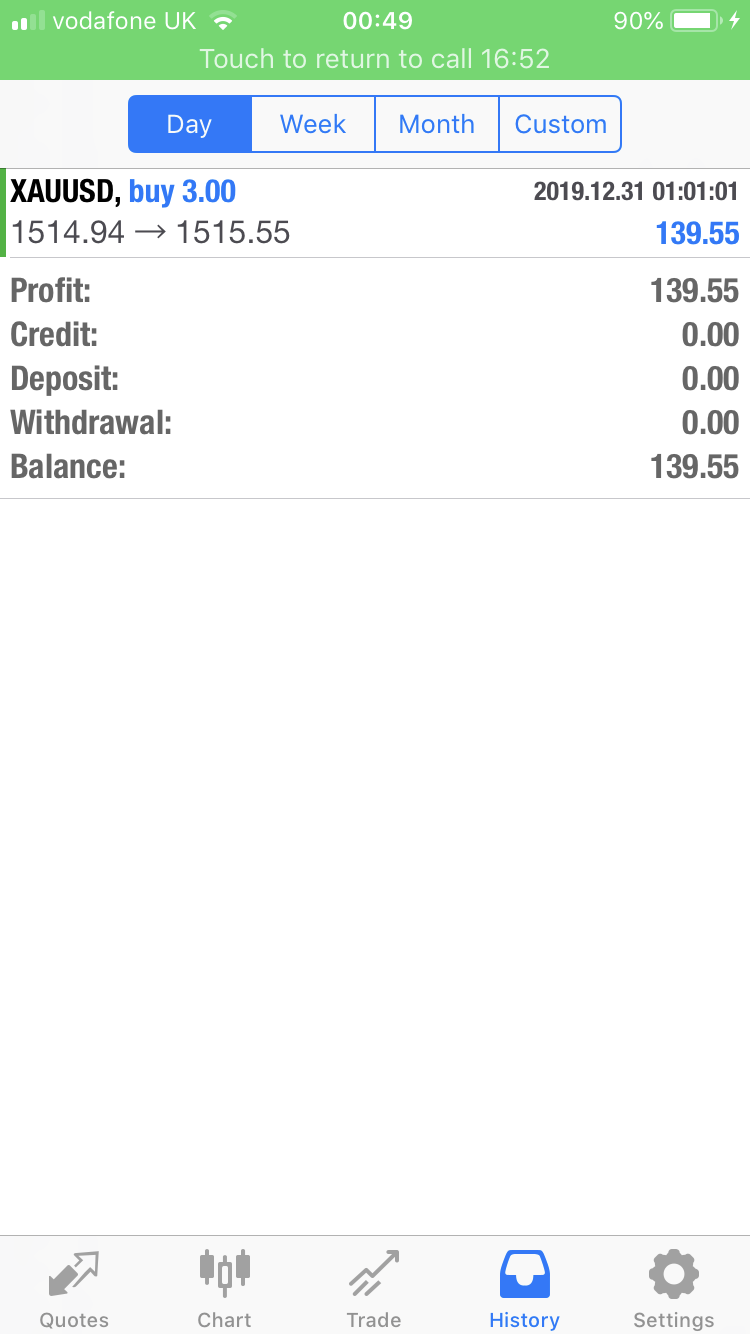 vodafone UK 00:49 90%
Touch to return to call 16:52
Day Week Month Custom
XAUUSD, buy 3.00 2019.12.31 01:01:01
1514.94 → 1515.55 139.55
Profit: 139.55
Credit: 0.00
Deposit: 0.00
Withdrawal: 0.00
Balance: 139.55
Quotes Chart Trade History Settings